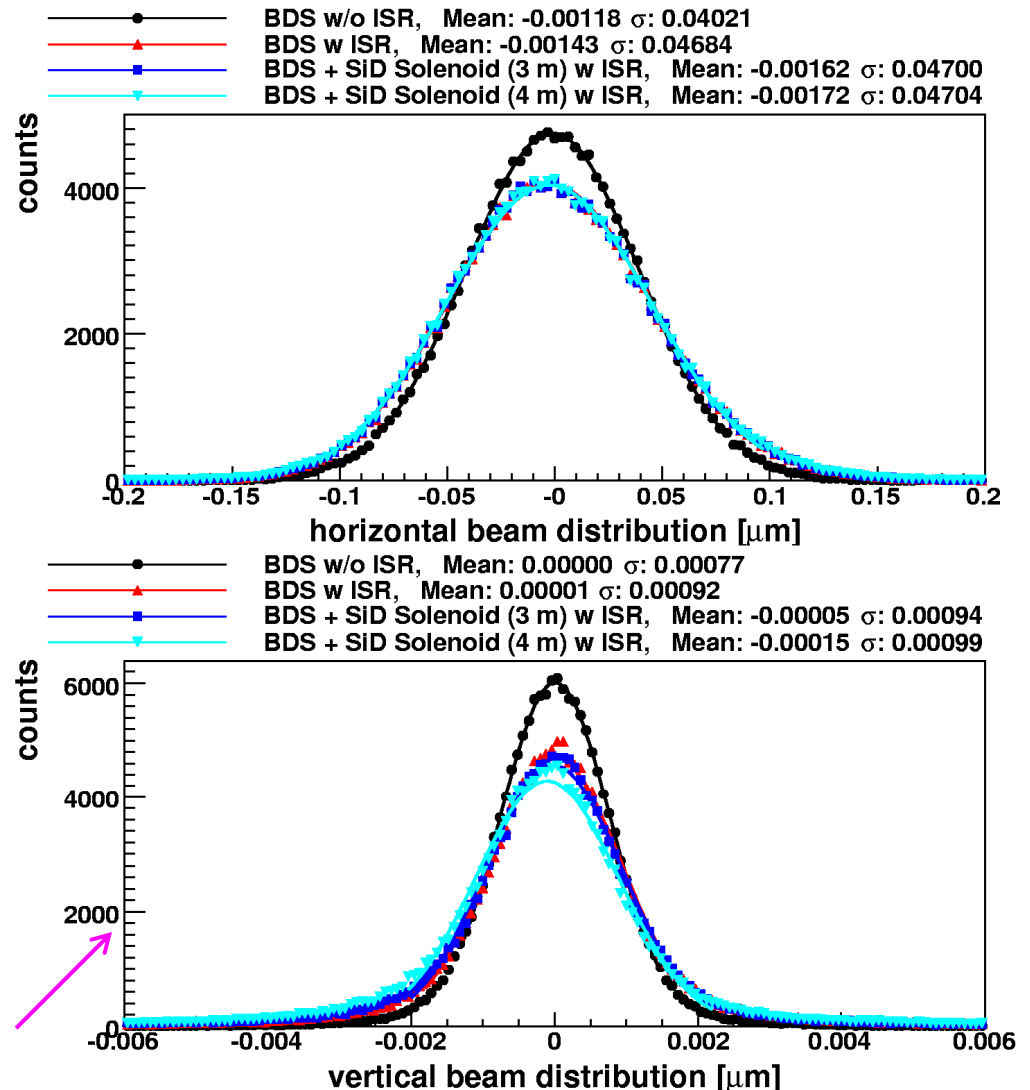 BDS w/o ISR, Mean: -0.00118 σ: 0.04021
BDS w ISR, Mean: -0.00143 σ: 0.04684
BDS + SiD Solenoid (3 m) w ISR, Mean: -0.00162 σ: 0.04700
BDS + SiD Solenoid (4 m) w ISR, Mean: -0.00172 σ: 0.04704
counts
4000
2000
0
-0.2 -0.15 -0.1 -0.05 -0 0.05 0.1 0.15 0.2
horizontal beam distribution [μm]
BDS w/o ISR, Mean: 0.00000 σ: 0.00077
BDS w ISR, Mean: 0.00001 σ: 0.00092
BDS + SiD Solenoid (3 m) w ISR, Mean: -0.00005 σ: 0.00094
BDS + SiD Solenoid (4 m) w ISR, Mean: -0.00015 σ: 0.00099
counts
6000
4000
2000
0
-0.006 -0.004 -0.002 0 0.002 0.004 0.006
vertical beam distribution [μm]